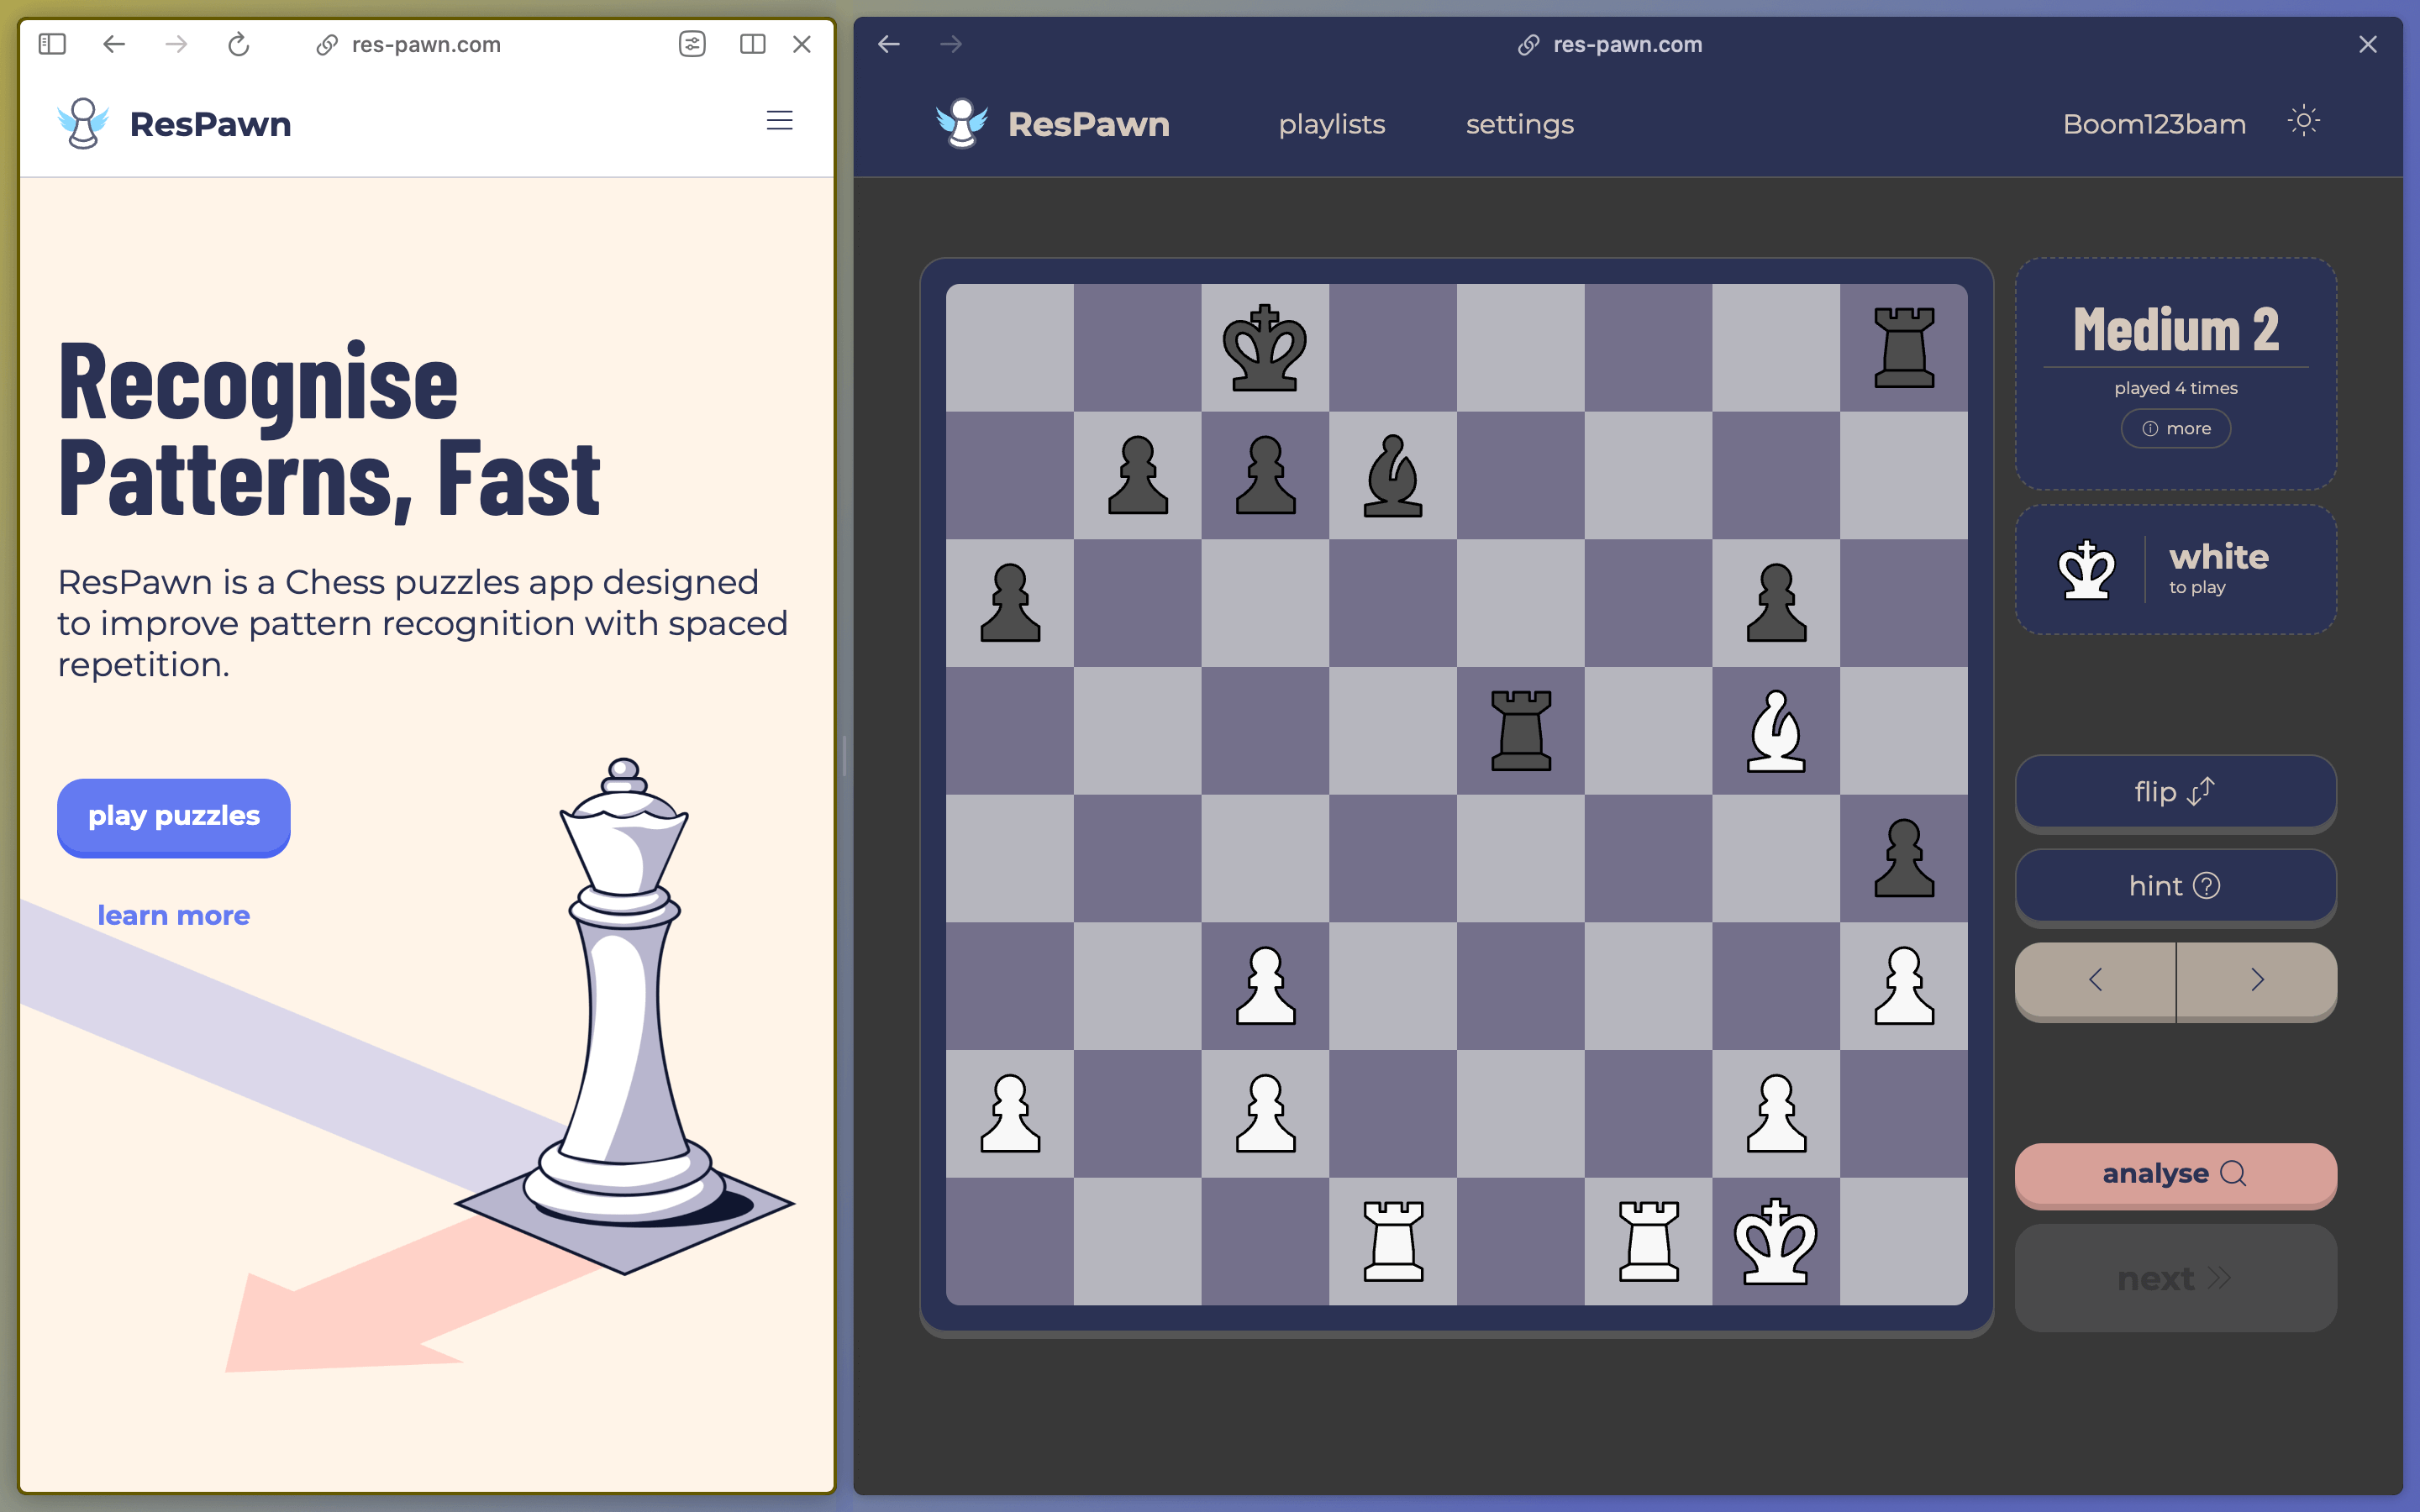 res-pawn.com
ResPawn
Recognise
Patterns, Fast
ResPawn is a Chess puzzles app designed
to improve pattern recognition with spaced
repetition.
play puzzles
learn more
res-pawn.com
ResPawn
playlists
settings
Boom123bam
Medium 2
played 4 times
more
white
to play
flip
hint
analyse
next